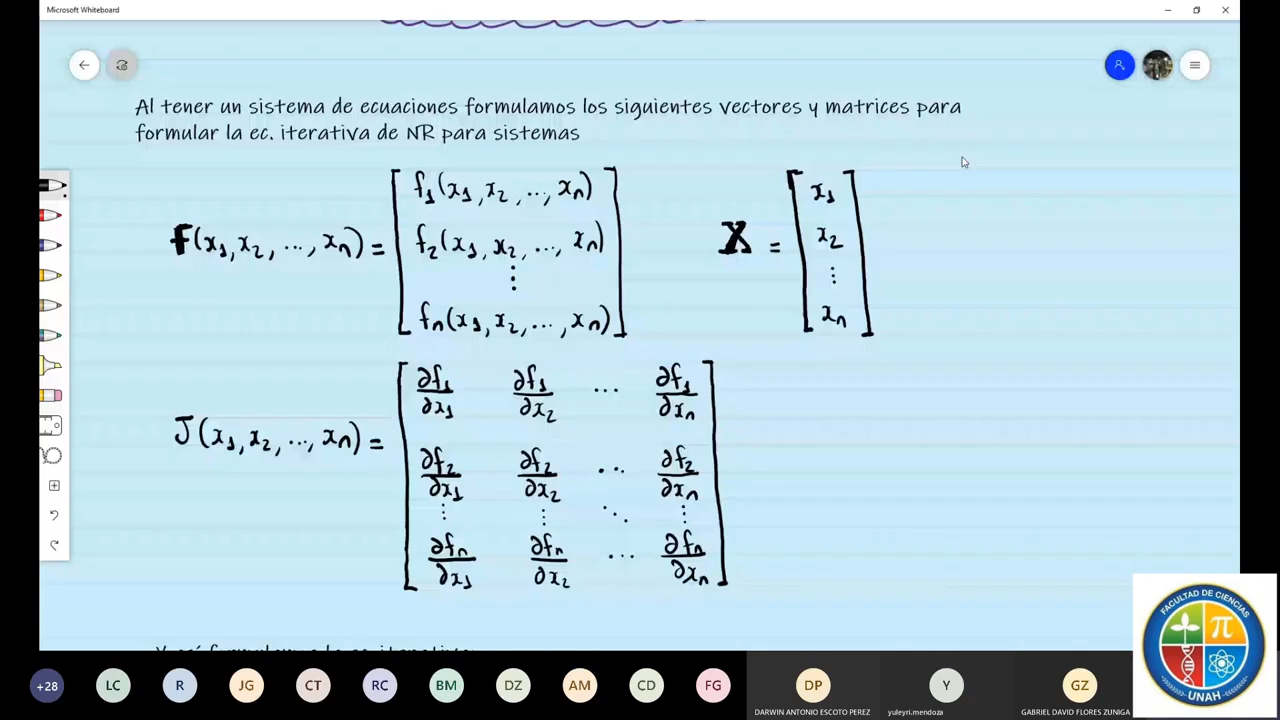 Microsoft Whiteboard
Al tener un sistema de ecuaciones formulamos los siguientes vectores y matrices para
formular la ec. iterativa de NR para sistemas
F(x₁, x₂, ..., xₙ) = [f₁(x₁, x₂, ..., xₙ)
f₂(x₁, x₂, ..., xₙ)
⋮
fₙ(x₁, x₂, ..., xₙ)]
X = [x₁
x₂
⋮
xₙ]
J(x₁, x₂, ..., xₙ) = [∂f₁/∂x₁ ∂f₁/∂x₂ ... ∂f₁/∂xₙ
∂f₂/∂x₁ ∂f₂/∂x₂ ... ∂f₂/∂xₙ
⋮ ⋮ ⋱ ⋮
∂fₙ/∂x₁ ∂fₙ/∂x₂ ... ∂fₙ/∂xₙ]
+28 LC R JG CT RC BM DZ AM CD FG DP Y GZ
DARWIN ANTONIO ESCOTO PEREZ
yuleyri.mendoza
GABRIEL DAVID FLORES ZUNIGA
FACULTAD DE CIENCIAS
π
UNAH